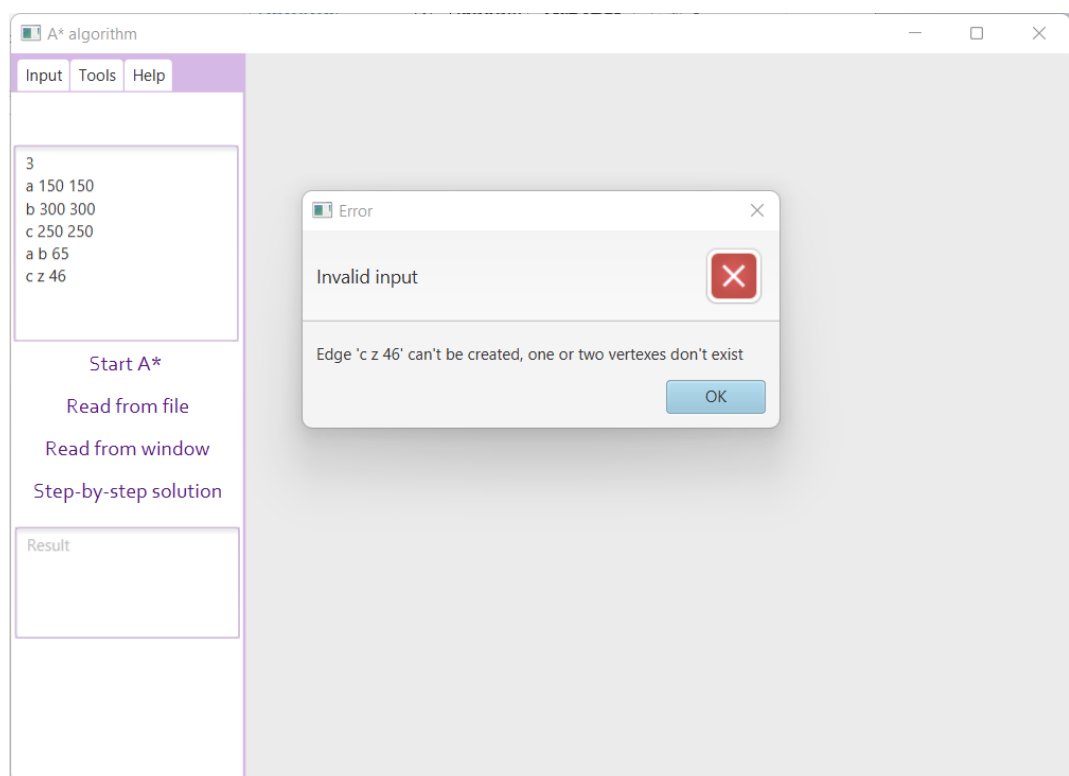 A* algorithm
Input Tools Help
3
a 150 150
b 300 300
c 250 250
a b 65
c z 46
Start A*
Read from file
Read from window
Step-by-step solution
Result
Error
Invalid input
Edge 'c z 46' can't be created, one or two vertexes don't exist
OK